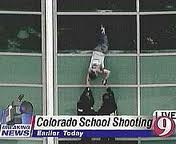 Colorado School Shooting
LIVE
BREAKING
NEWS
Earlier Today
9